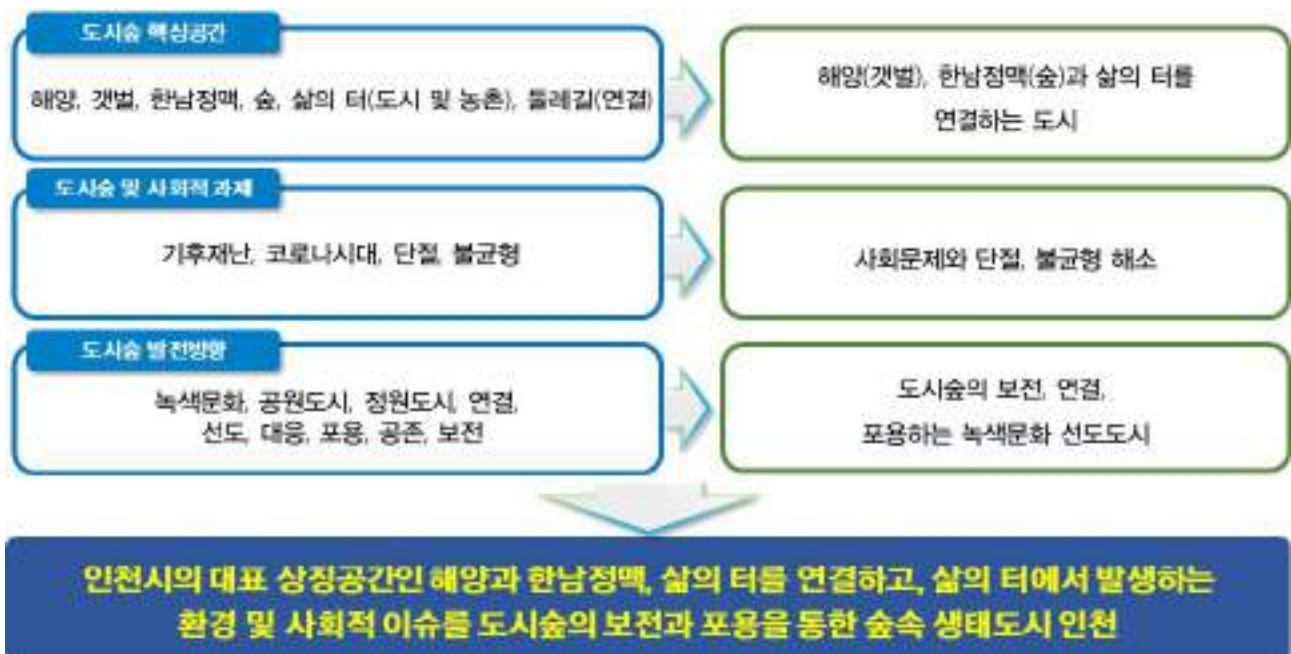 도시숲 핵심공간
해양, 갯벌, 한남정맥, 숲, 삶의 터(도시 및 농촌), 둘레길(연결)
해양(갯벌), 한남정맥(숲)과 삶의 터를
연결하는 도시
도시숲 및 사회적 과제
기후재난, 코로나시대, 단절, 불균형
사회문제와 단절, 불균형 해소
도시숲 발전방향
녹색문화, 공원도시, 정원도시, 연결,
선도, 대응, 포용, 공존, 보전
도시숲의 보전, 연결,
포용하는 녹색문화 선도도시
인천시의 대표 상징공간인 해양과 한남정맥, 삶의 터를 연결하고, 삶의 터에서 발생하는
환경 및 사회적 이슈를 도시숲의 보전과 포용을 통한 숲속 생태도시 인천